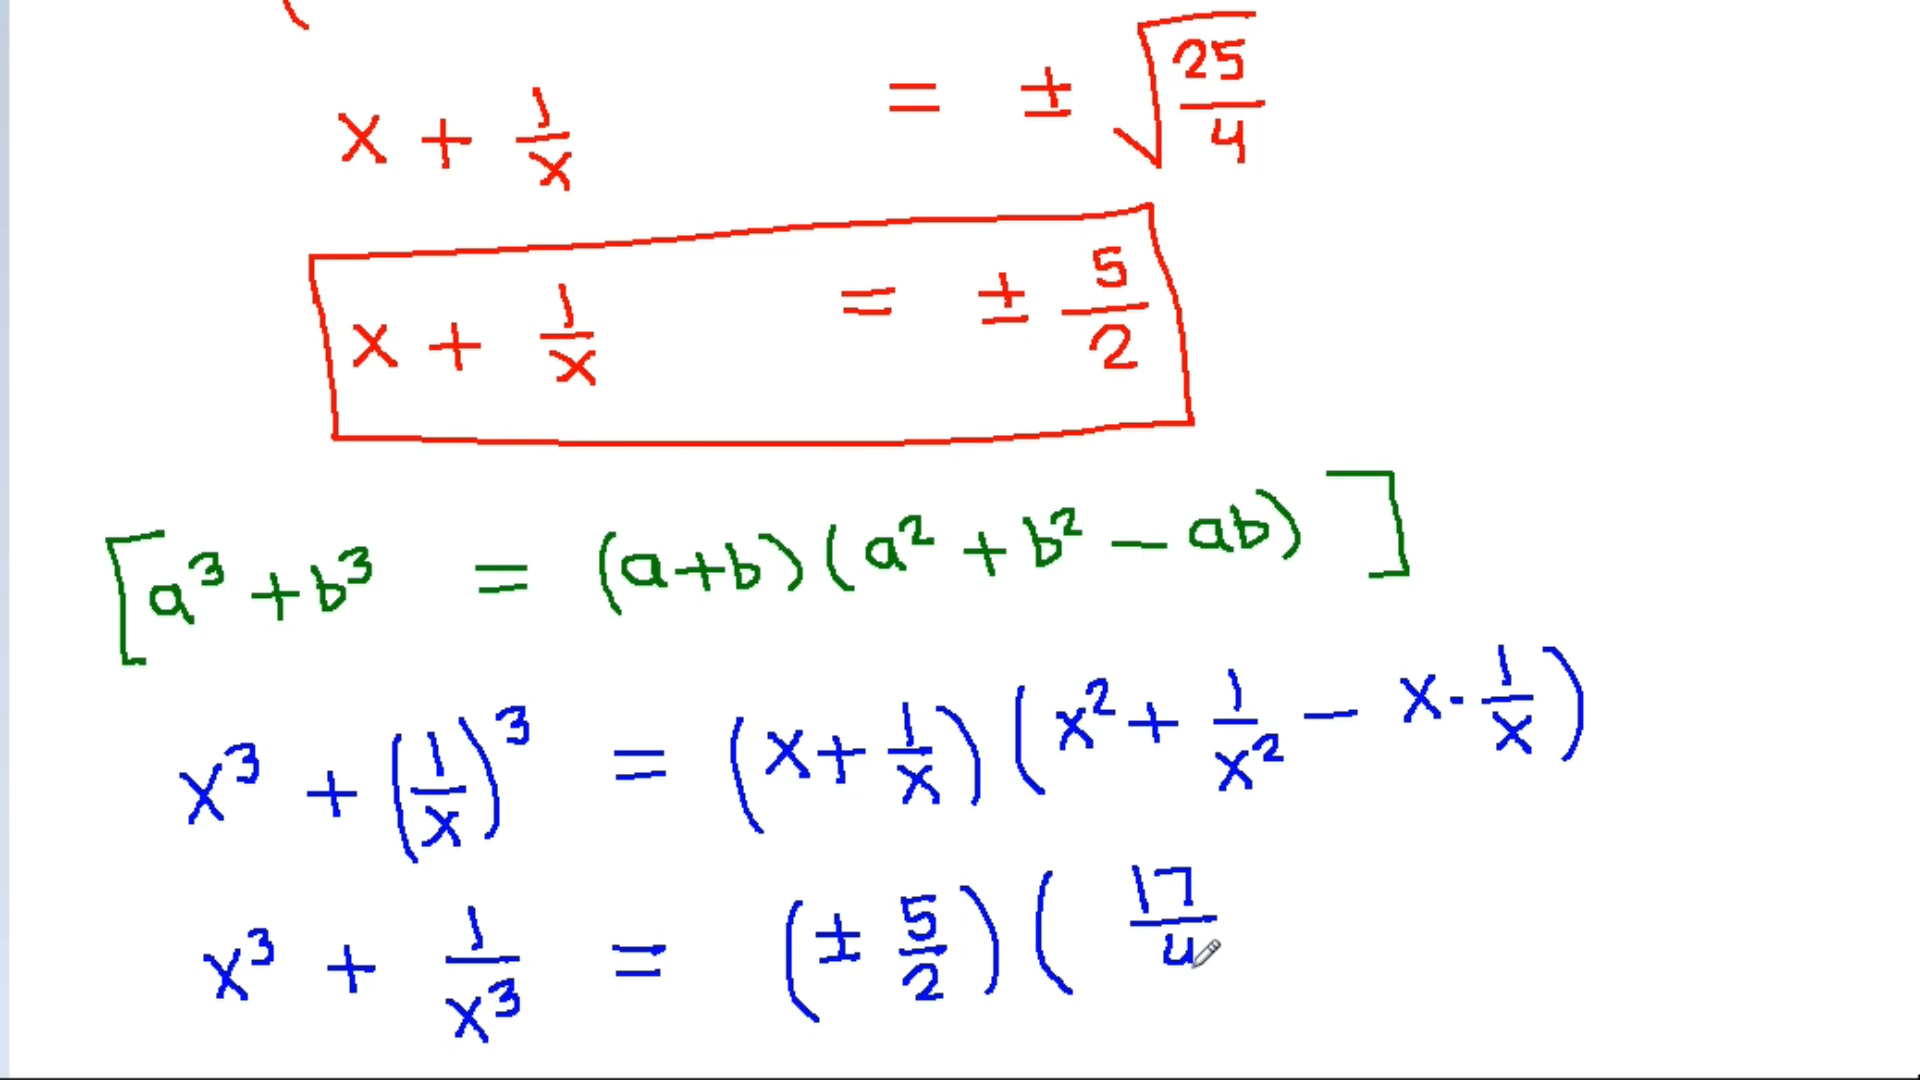 x + 1/x = ± √(25/4)
x + 1/x = ± 5/2
[a³ + b³ = (a+b)(a² + b² − ab)]
x³ + (1/x)³ = (x + 1/x)(x² + 1/x² − x · 1/x)
x³ + 1/x³ = (± 5/2)( 17/4